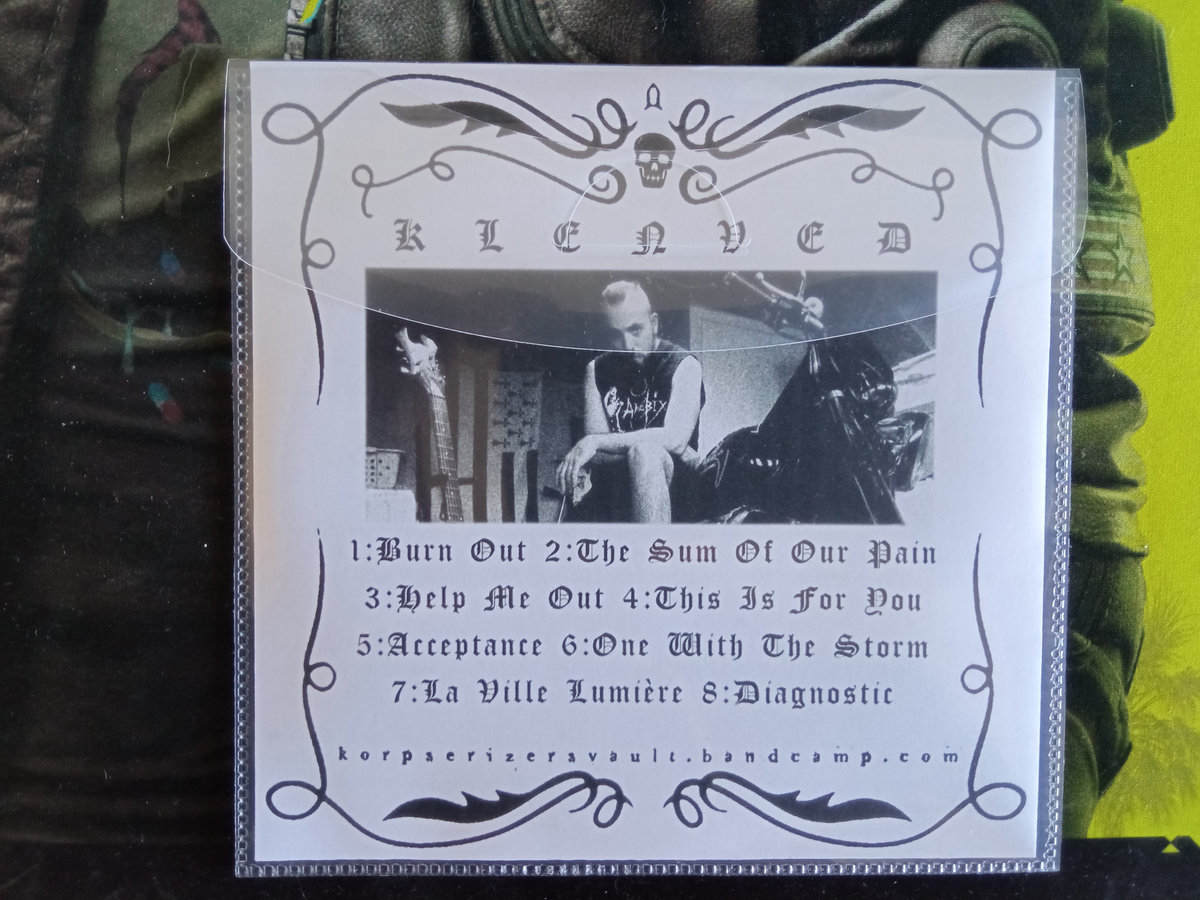 KLENVED
1:Burn Out 2:The Sum Of Our Pain
3:Help Me Out 4:This Is For You
5:Acceptance 6:One With The Storm
7:La Ville Lumière 8:Diagnostic
korpserizersvault.bandcamp.com